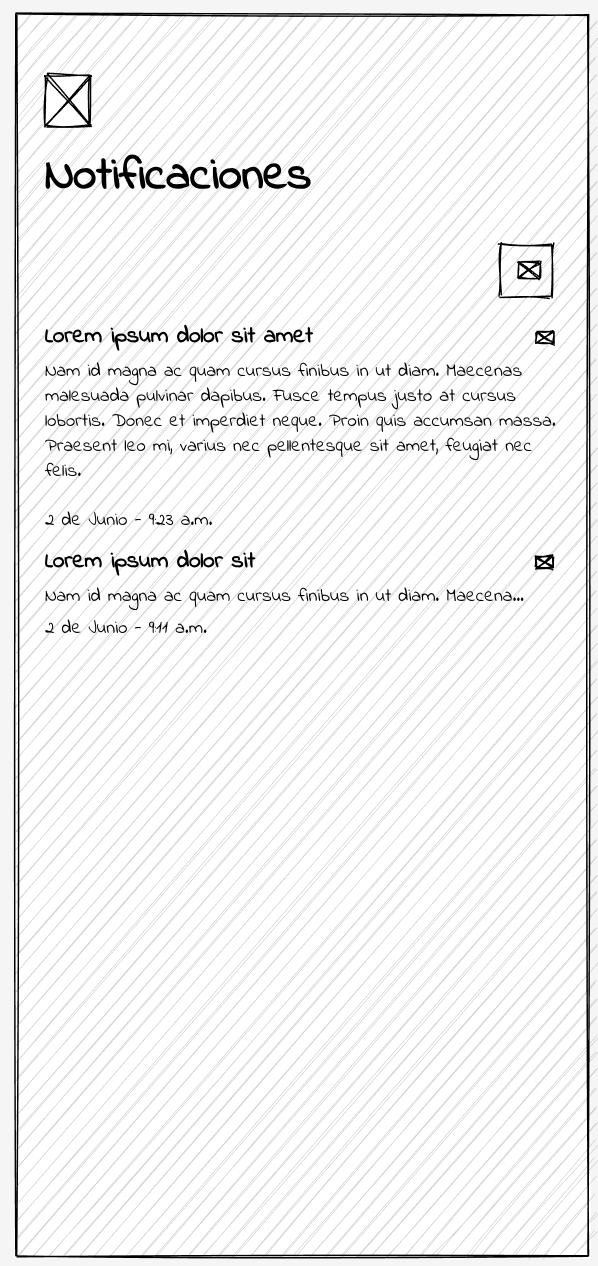 Notificaciones
Lorem ipsum dolor sit amet
Nam id magna ac quam cursus finibus in ut diam. Maecenas
malesuada pulvinar dapibus. Fusce tempus justo at cursus
lobortis. Donec et imperdiet neque. Proin quis accumsan massa.
Praesent leo mi, varius nec pellentesque sit amet, feugiat nec
felis.
2 de Junio - 9:23 a.m.
Lorem ipsum dolor sit
Nam id magna ac quam cursus finibus in ut diam. Maecena...
2 de Junio - 9:11 a.m.